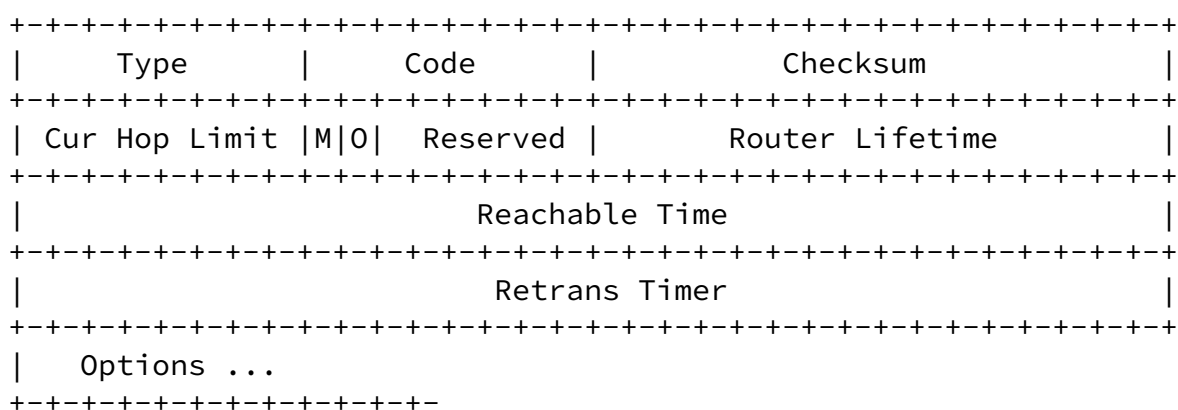 +-+-+-+-+-+-+-+-+-+-+-+-+-+-+-+-+-+-+-+-+-+-+-+-+-+-+-+-+-+-+-+-+
|     Type      |     Code      |          Checksum             |
+-+-+-+-+-+-+-+-+-+-+-+-+-+-+-+-+-+-+-+-+-+-+-+-+-+-+-+-+-+-+-+-+
| Cur Hop Limit |M|O|  Reserved |       Router Lifetime         |
+-+-+-+-+-+-+-+-+-+-+-+-+-+-+-+-+-+-+-+-+-+-+-+-+-+-+-+-+-+-+-+-+
|                         Reachable Time                        |
+-+-+-+-+-+-+-+-+-+-+-+-+-+-+-+-+-+-+-+-+-+-+-+-+-+-+-+-+-+-+-+-+
|                          Retrans Timer                        |
+-+-+-+-+-+-+-+-+-+-+-+-+-+-+-+-+-+-+-+-+-+-+-+-+-+-+-+-+-+-+-+-+
|   Options ...
+-+-+-+-+-+-+-+-+-+-+-+-